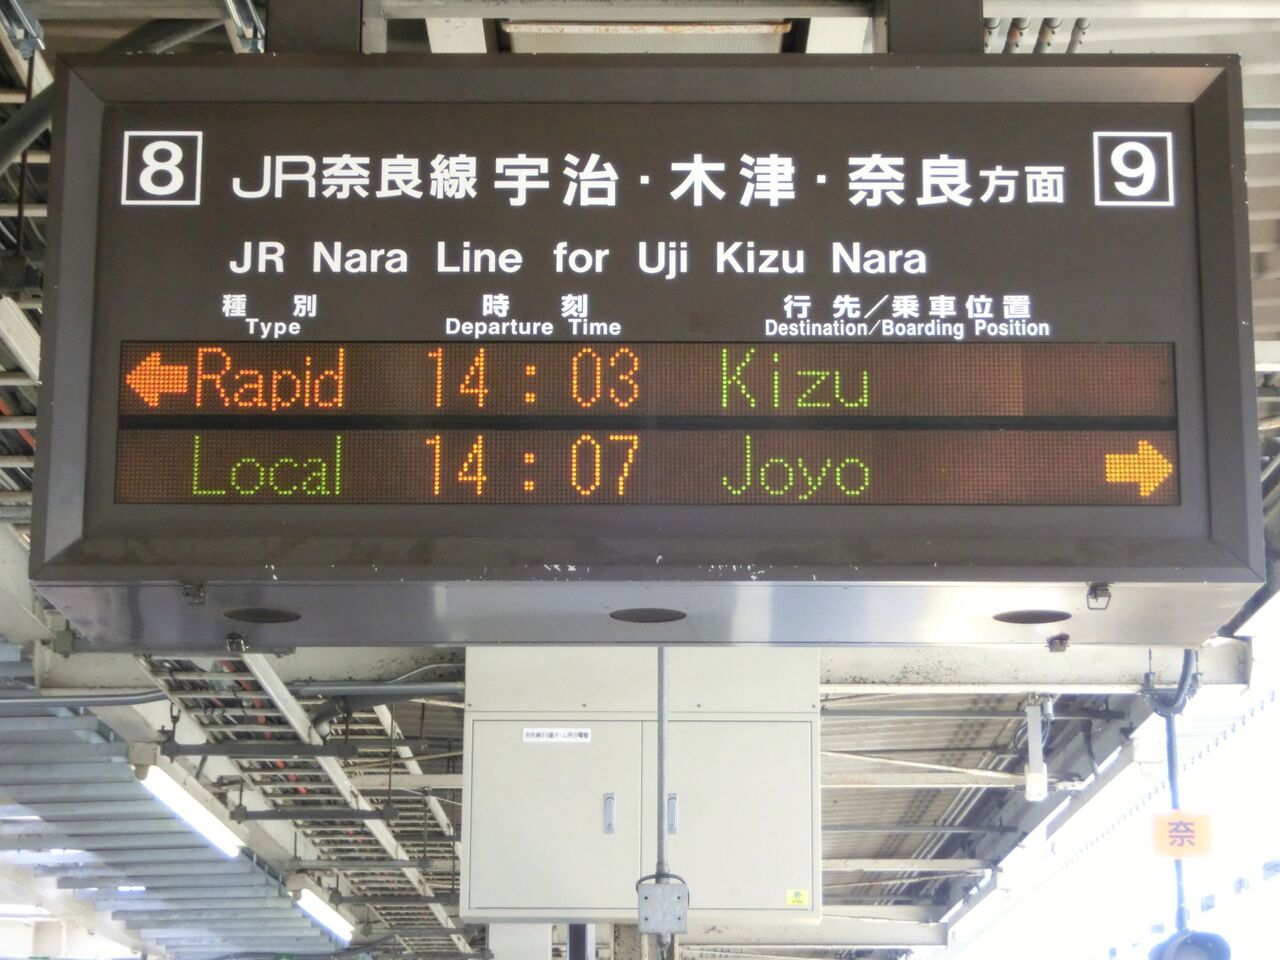 8 JR奈良線 宇治・木津・奈良方面 9
JR Nara Line for Uji Kizu Nara
種別 時刻 行先／乗車位置
Type Departure Time Destination/Boarding Position
Rapid 14:03 Kizu
Local 14:07 Joyo
奈